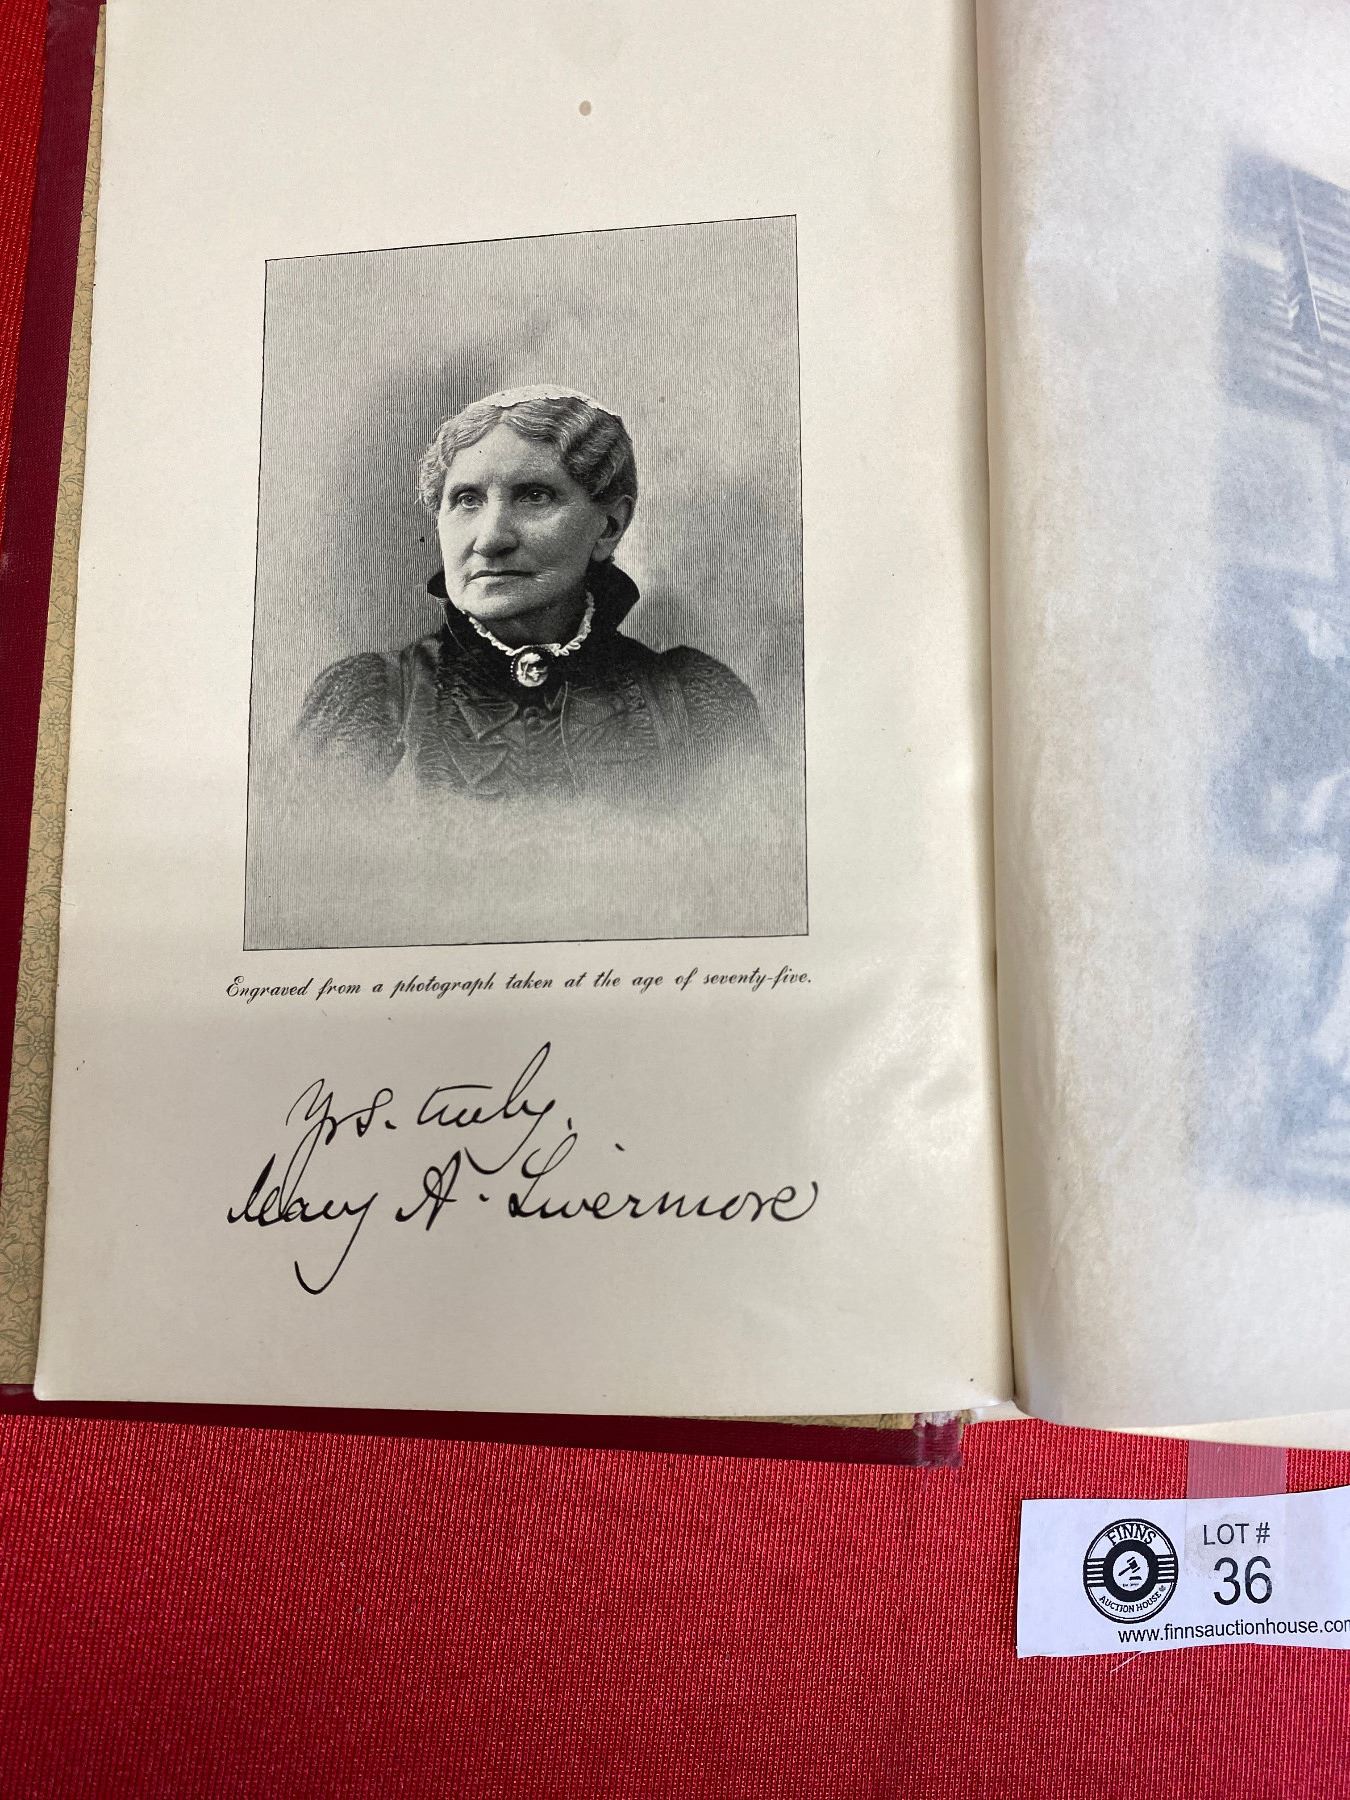 Engraved from a photograph taken at the age of seventy-five.
Yrs. truly,
Mary A. Livermore
FINNS
AUCTION HOUSE
LOT #
36
www.finnsauctionhouse.com